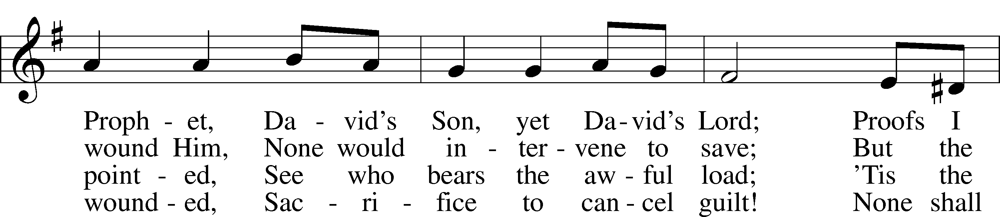 Proph - et, Da - vid's Son, yet Da - vid's Lord; Proofs I
wound Him, None would in - ter - vene to save; But the
point - ed, See who bears the aw - ful load; 'Tis the
wound - ed, Sac - ri - fice to can - cel guilt! None shall